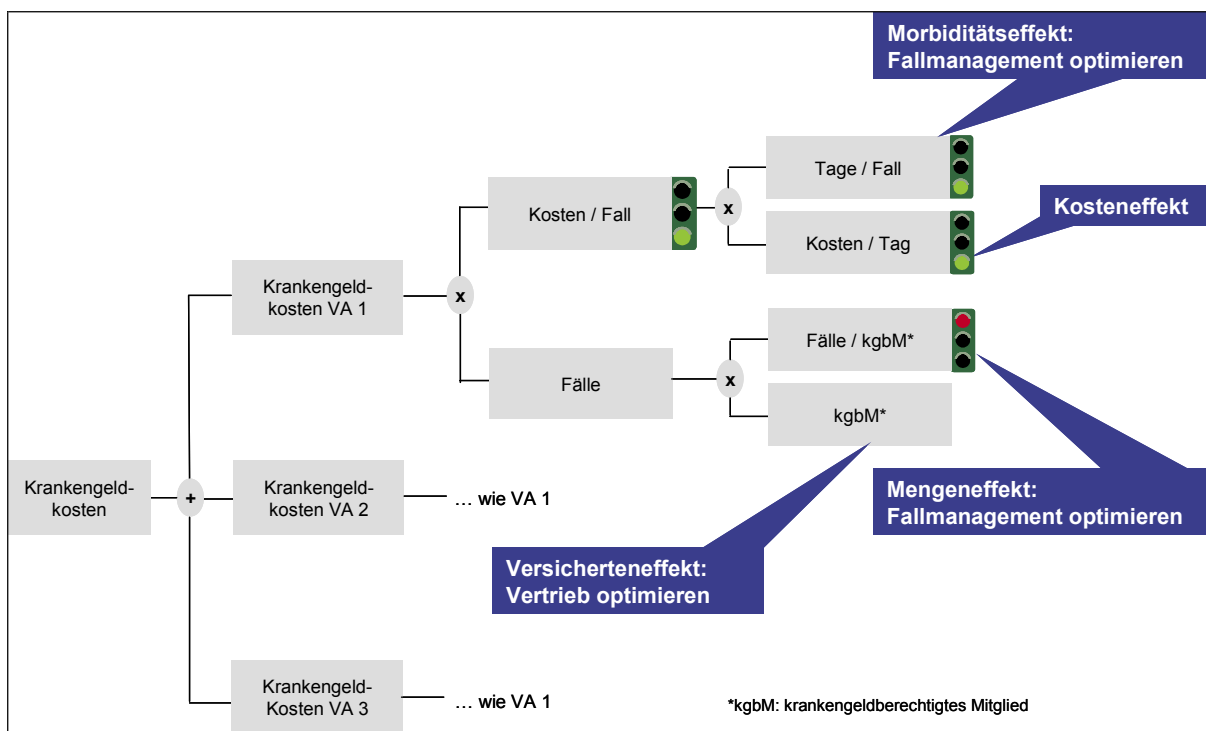 Morbiditätseffekt:
Fallmanagement optimieren
Tage / Fall
Kosten / Fall
x
Kosteneffekt
Kosten / Tag
Krankengeld-
kosten VA 1
x
Fälle / kgbM*
Fälle
x
kgbM*
Krankengeld-
kosten
+
Krankengeld-
kosten VA 2
... wie VA 1
Mengeneffekt:
Fallmanagement optimieren
Versicherteneffekt:
Vertrieb optimieren
Krankengeld-
Kosten VA 3
... wie VA 1
*kgbM: krankengeldberechtigtes Mitglied